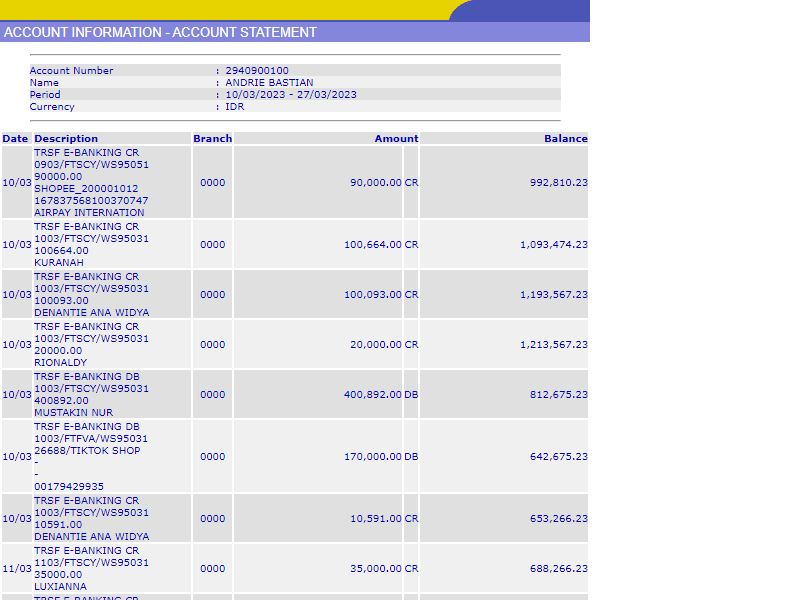 ACCOUNT INFORMATION - ACCOUNT STATEMENT
Account Number : 2940900100
Name : ANDRIE BASTIAN
Period : 10/03/2023 - 27/03/2023
Currency : IDR
Date Description Branch Amount Balance
TRSF E-BANKING CR
0903/FTSCY/WS95051
90000.00
10/03 0000 90,000.00 CR 992,810.23
SHOPEE_200001012
167837568100370747
AIRPAY INTERNATION
TRSF E-BANKING CR
1003/FTSCY/WS95031
10/03 0000 100,664.00 CR 1,093,474.23
100664.00
KURANAH
TRSF E-BANKING CR
1003/FTSCY/WS95031
10/03 0000 100,093.00 CR 1,193,567.23
100093.00
DENANTIE ANA WIDYA
TRSF E-BANKING CR
1003/FTSCY/WS95031
10/03 0000 20,000.00 CR 1,213,567.23
20000.00
RIONALDY
TRSF E-BANKING DB
1003/FTSCY/WS95031
10/03 0000 400,892.00 DB 812,675.23
400892.00
MUSTAKIN NUR
TRSF E-BANKING DB
1003/FTFVA/WS95031
26688/TIKTOK SHOP
10/03 0000 170,000.00 DB 642,675.23
-
-
00179429935
TRSF E-BANKING CR
1003/FTSCY/WS95031
10/03 0000 10,591.00 CR 653,266.23
10591.00
DENANTIE ANA WIDYA
TRSF E-BANKING CR
1103/FTSCY/WS95031
11/03 0000 35,000.00 CR 688,266.23
35000.00
LUXIANNA
TRSF E-BANKING CR